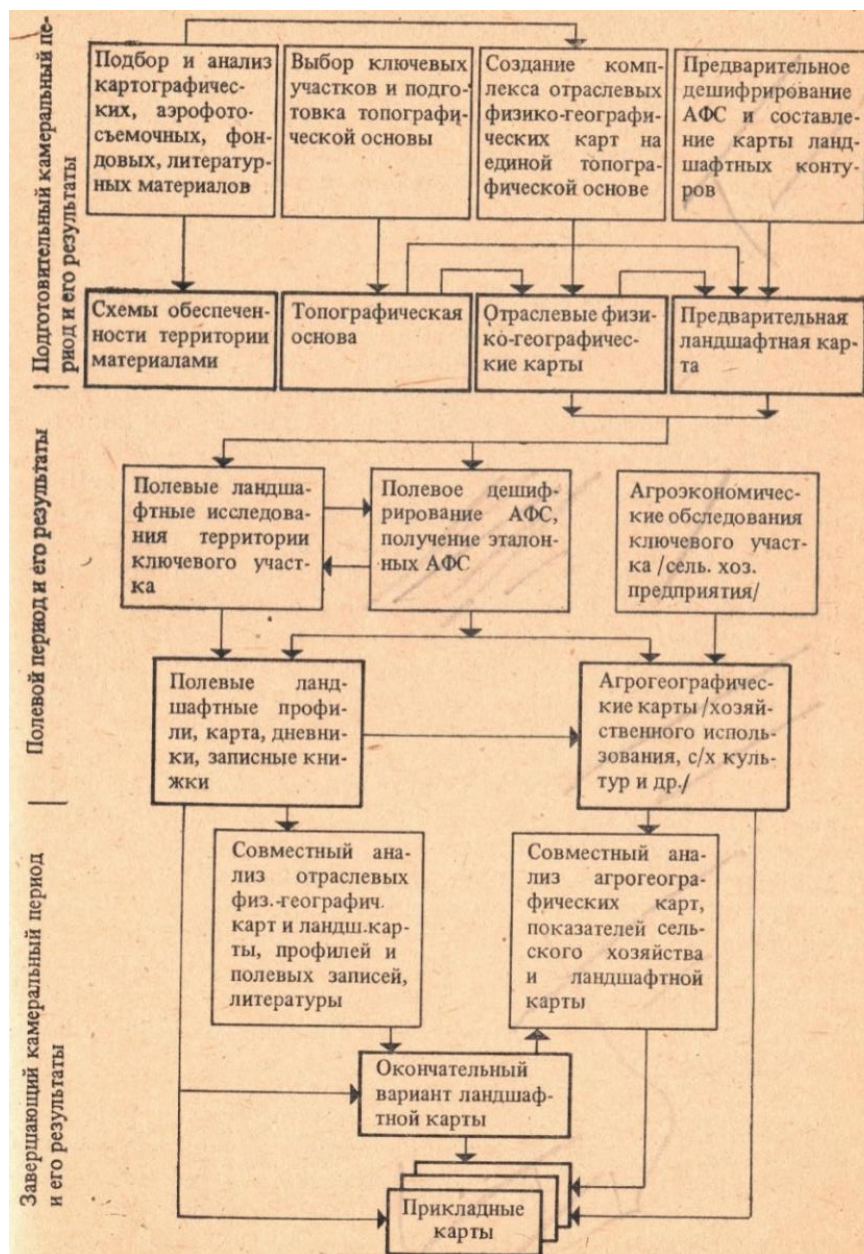 Подготовительный камеральный пе-
риод и его результаты
Подбор и анализ
картографичес-
ких, аэрофото-
съемочных, фон-
довых, литератур-
ных материалов
Выбор ключевых
участков и подго-
товка топографи-
ческой основы
Создание комп-
лекса отраслевых
физико-географи-
ческих карт на
единой топогра-
фической основе
Предварительное
дешифрирование
АФС и состав-
ление карты ланд-
шафтных конту-
ров
Схемы обеспечен-
ности территории
материалами
Топографическая
основа
Отраслевые физи-
ко-географичес-
кие карты
Предварительная
ландшафтная кар-
та
Полевой период и его результаты
Полевые ландша-
фтные исследова-
ния территории
ключевого участ-
ка
Полевое дешиф-
рирование АФС,
получение эталон-
ных АФС
Агроэкономичес-
кие обследования
ключевого участ-
ка /сель. хоз.
предприятия/
Полевые ланд-
шафтные профи-
ли, карта, дневни-
ки, записные кни-
жки
Агрогеографичес-
кие карты /хозяй-
ственного исполь-
зования, с/х куль-
тур и др./
Завершающий камеральный период
и его результаты
Совместный ана-
лиз отраслевых
физ.-географич.
карт и ландш.кар-
ты, профилей и
полевых записей,
литературы
Совместный ана-
лиз агрогеогра-
фических карт,
показателей сель-
ского хозяйства
и ландшафтной
карты
Окончательный
вариант ландшаф-
тной карты
Прикладные
карты